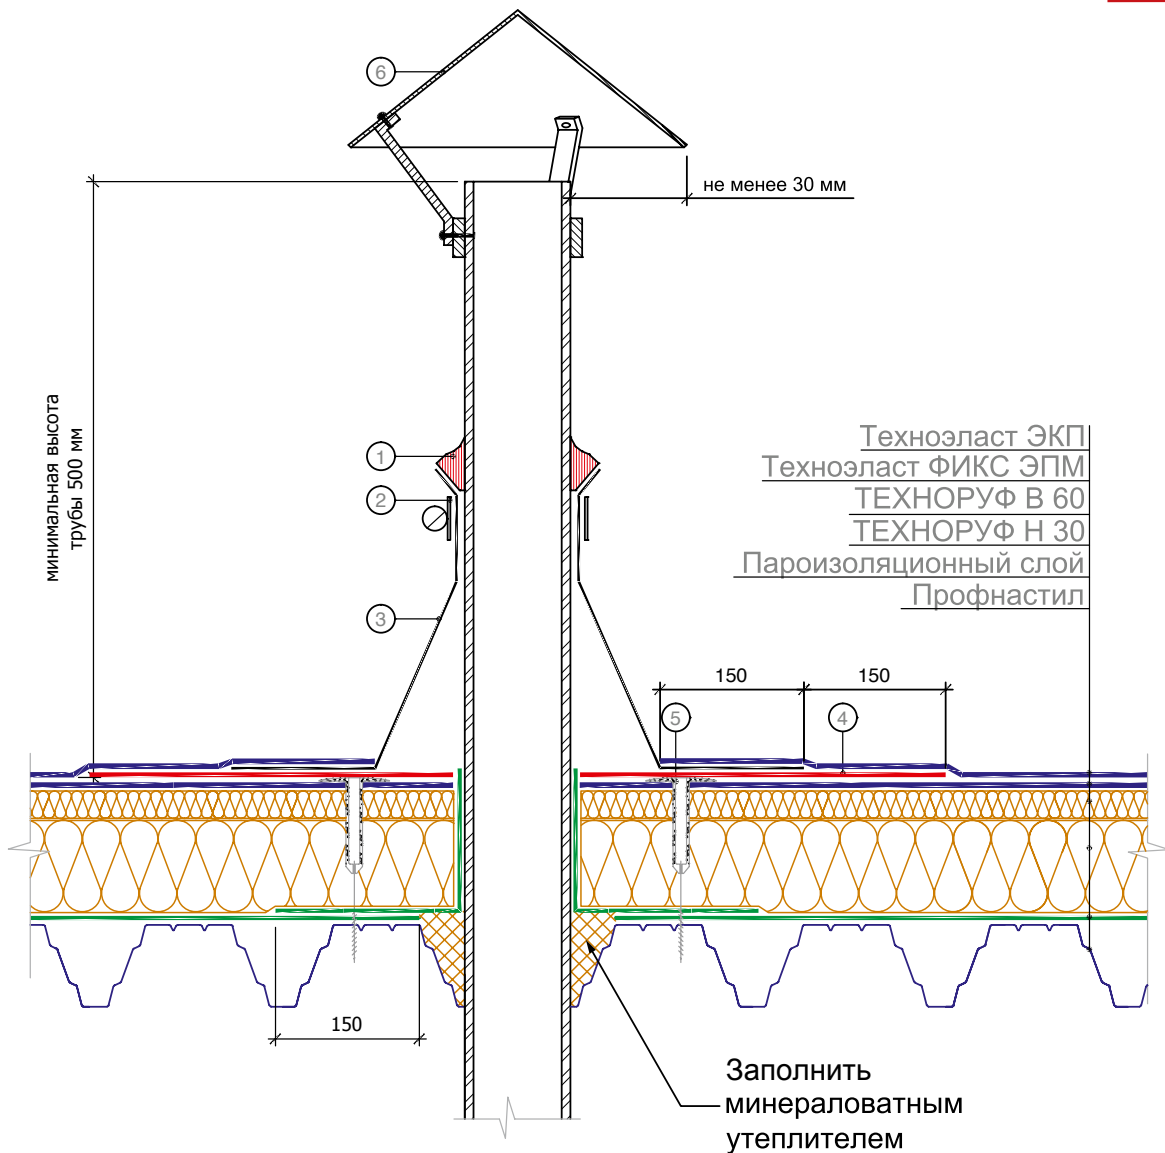 6
не менее 30 мм
минимальная высота
трубы 500 мм
1
2
3
Техноэласт ЭКП
Техноэласт ФИКС ЭПМ
ТЕХНОРУФ В 60
ТЕХНОРУФ Н 30
Пароизоляционный слой
Профнастил
150
150
5
4
150
Заполнить
минераловатным
утеплителем